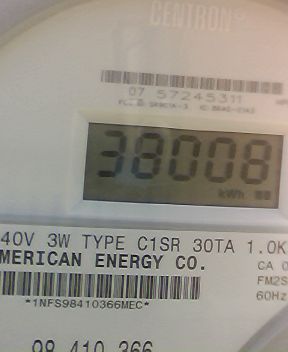 CENTRON®
07 57245311
38008
kWh
40V 3W TYPE C1SR 30TA 1.0K
MERICAN ENERGY CO.
CA 0
FM2S
60Hz
*1NFS98410366MEC*
98 410 366